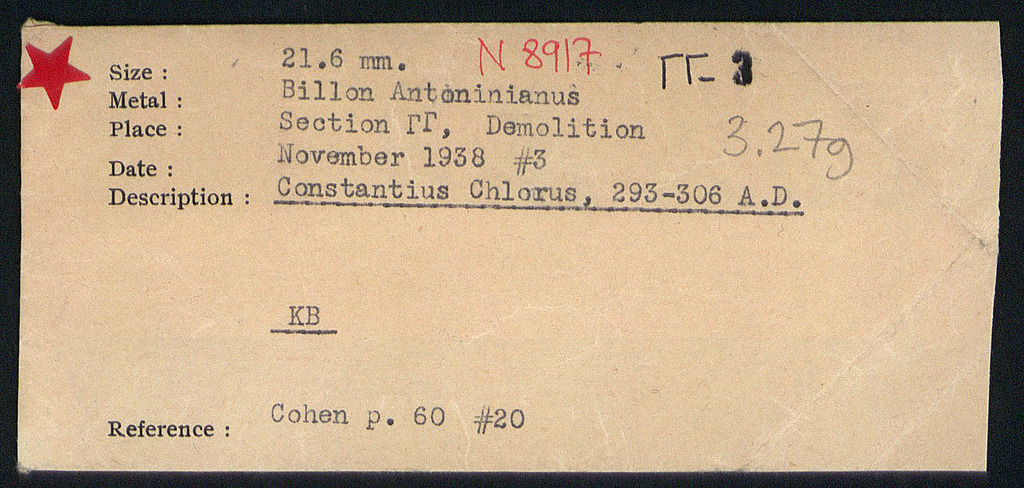 N 8917 ΓΓ- 3
Size : 21.6 mm.
Metal : Billon Antoninianus
Place : Section ΓΓ, Demolition 3.27g
Date : November 1938 #3
Description : Constantius Chlorus, 293-306 A.D.
KB
Reference : Cohen p. 60 #20